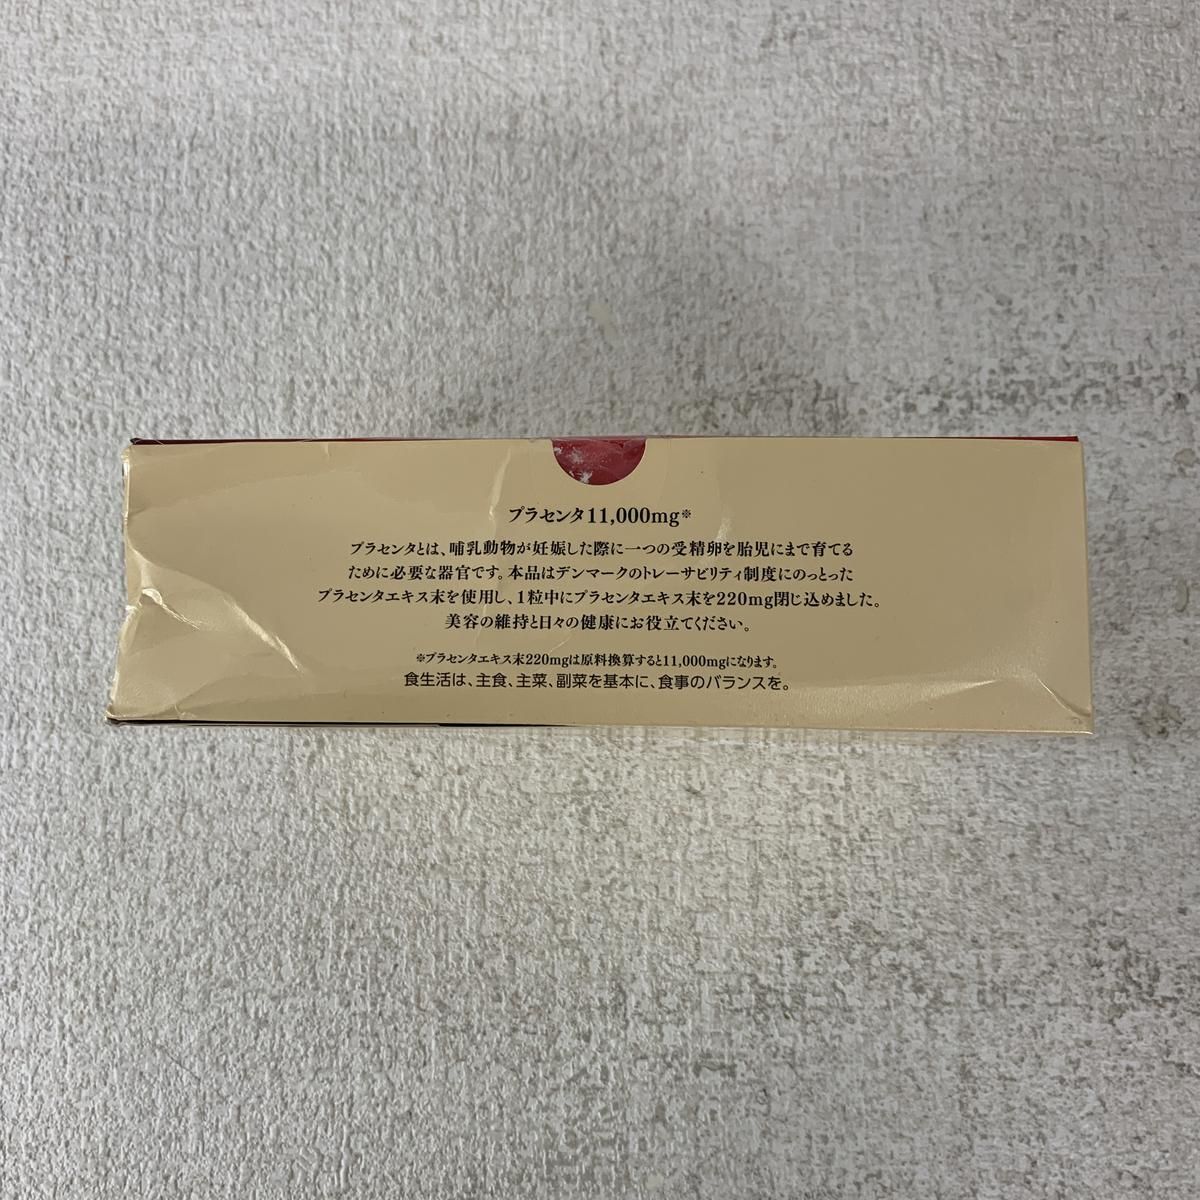 プラセンタ11,000mg※
プラセンタとは、哺乳動物が妊娠した際に一つの受精卵を胎児にまで育てる
ために必要な器官です。本品はデンマークのトレーサビリティ制度にのっとった
プラセンタエキス末を使用し、1粒中にプラセンタエキス末を220mg閉じ込めました。
美容の維持と日々の健康にお役立てください。
※プラセンタエキス末220mgは原料換算すると11,000mgになります。
食生活は、主食、主菜、副菜を基本に、食事のバランスを。